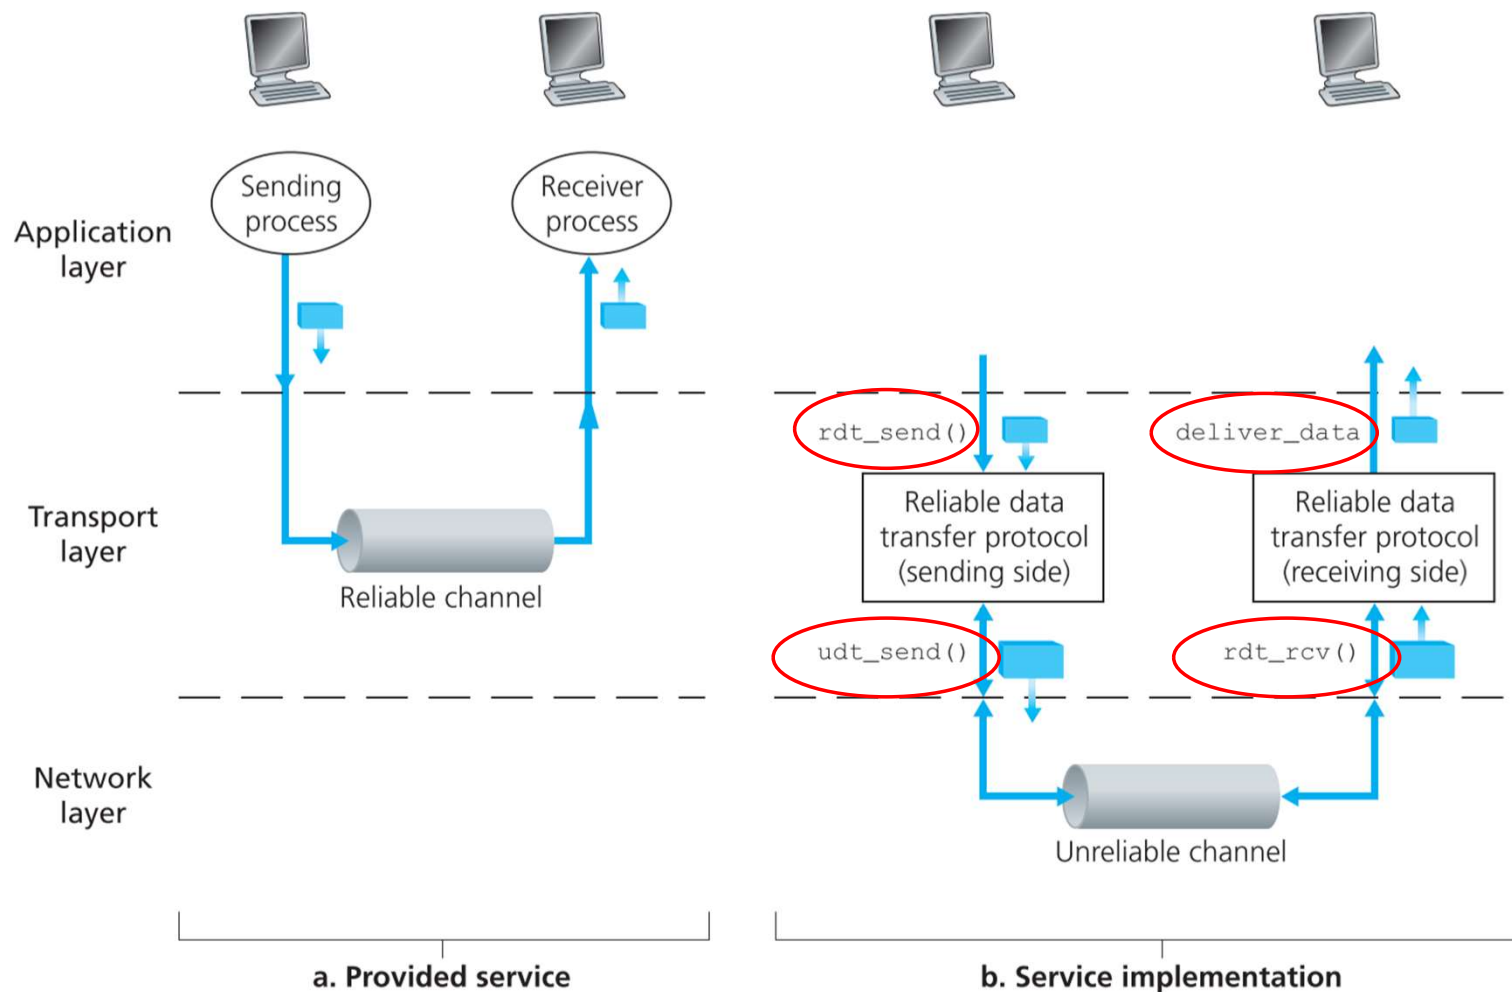 Sending
process
Receiver
process
Application
layer
rdt_send()
deliver_data
Transport
layer
Reliable channel
Reliable data
transfer protocol
(sending side)
Reliable data
transfer protocol
(receiving side)
udt_send()
rdt_rcv()
Network
layer
Unreliable channel
a. Provided service
b. Service implementation